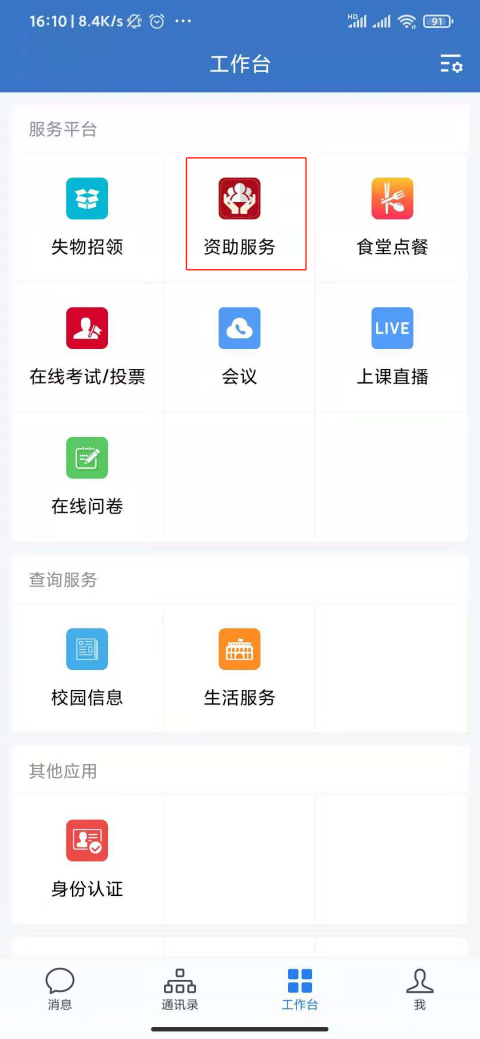 16:10 | 8.4K/s ···
HD 91
工作台
服务平台
失物招领 资助服务 食堂点餐
LIVE
在线考试/投票 会议 上课直播
在线问卷
查询服务
校园信息 生活服务
其他应用
身份认证
消息 通讯录 工作台 我